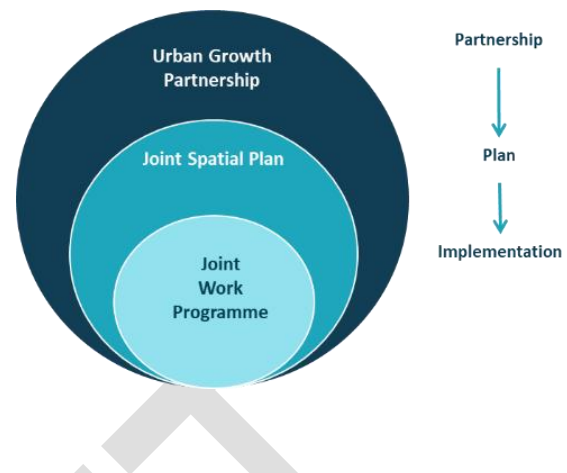 Urban Growth
Partnership
Joint Spatial Plan
Joint
Work
Programme
Partnership
Plan
Implementation